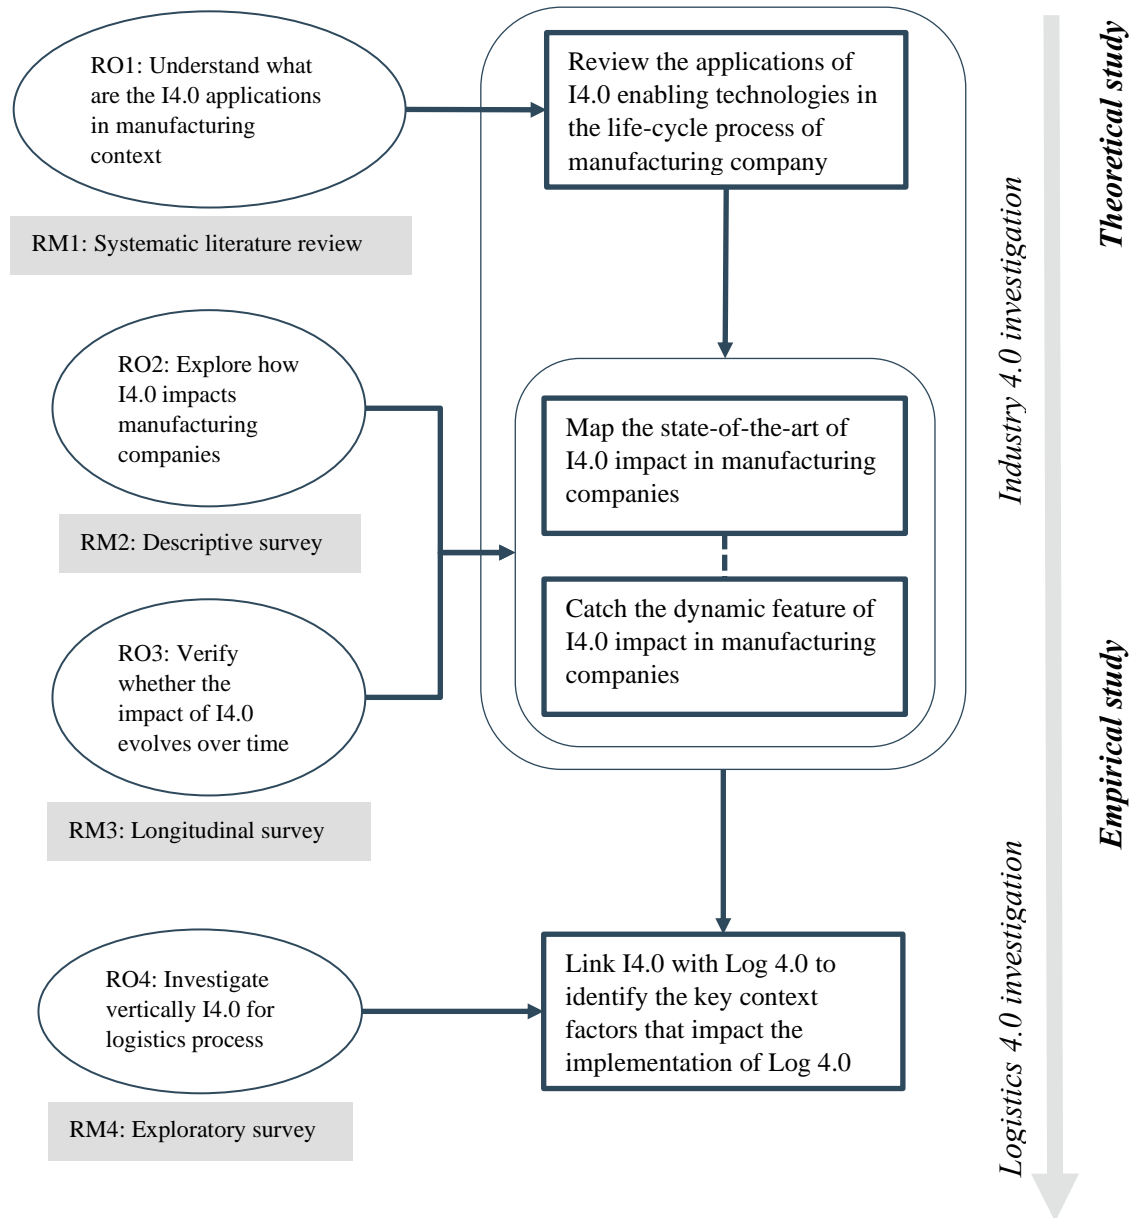 RO1: Understand what
are the I4.0 applications
in manufacturing
context
RM1: Systematic literature review
Review the applications of
I4.0 enabling technologies in
the life-cycle process of
manufacturing company
RO2: Explore how
I4.0 impacts
manufacturing
companies
RM2: Descriptive survey
Map the state-of-the-art of
I4.0 impact in manufacturing
companies
RO3: Verify
whether the
impact of I4.0
evolves over time
RM3: Longitudinal survey
Catch the dynamic feature of
I4.0 impact in manufacturing
companies
RO4: Investigate
vertically I4.0 for
logistics process
RM4: Exploratory survey
Link I4.0 with Log 4.0 to
identify the key context
factors that impact the
implementation of Log 4.0
Industry 4.0 investigation
Logistics 4.0 investigation
Theoretical study
Empirical study